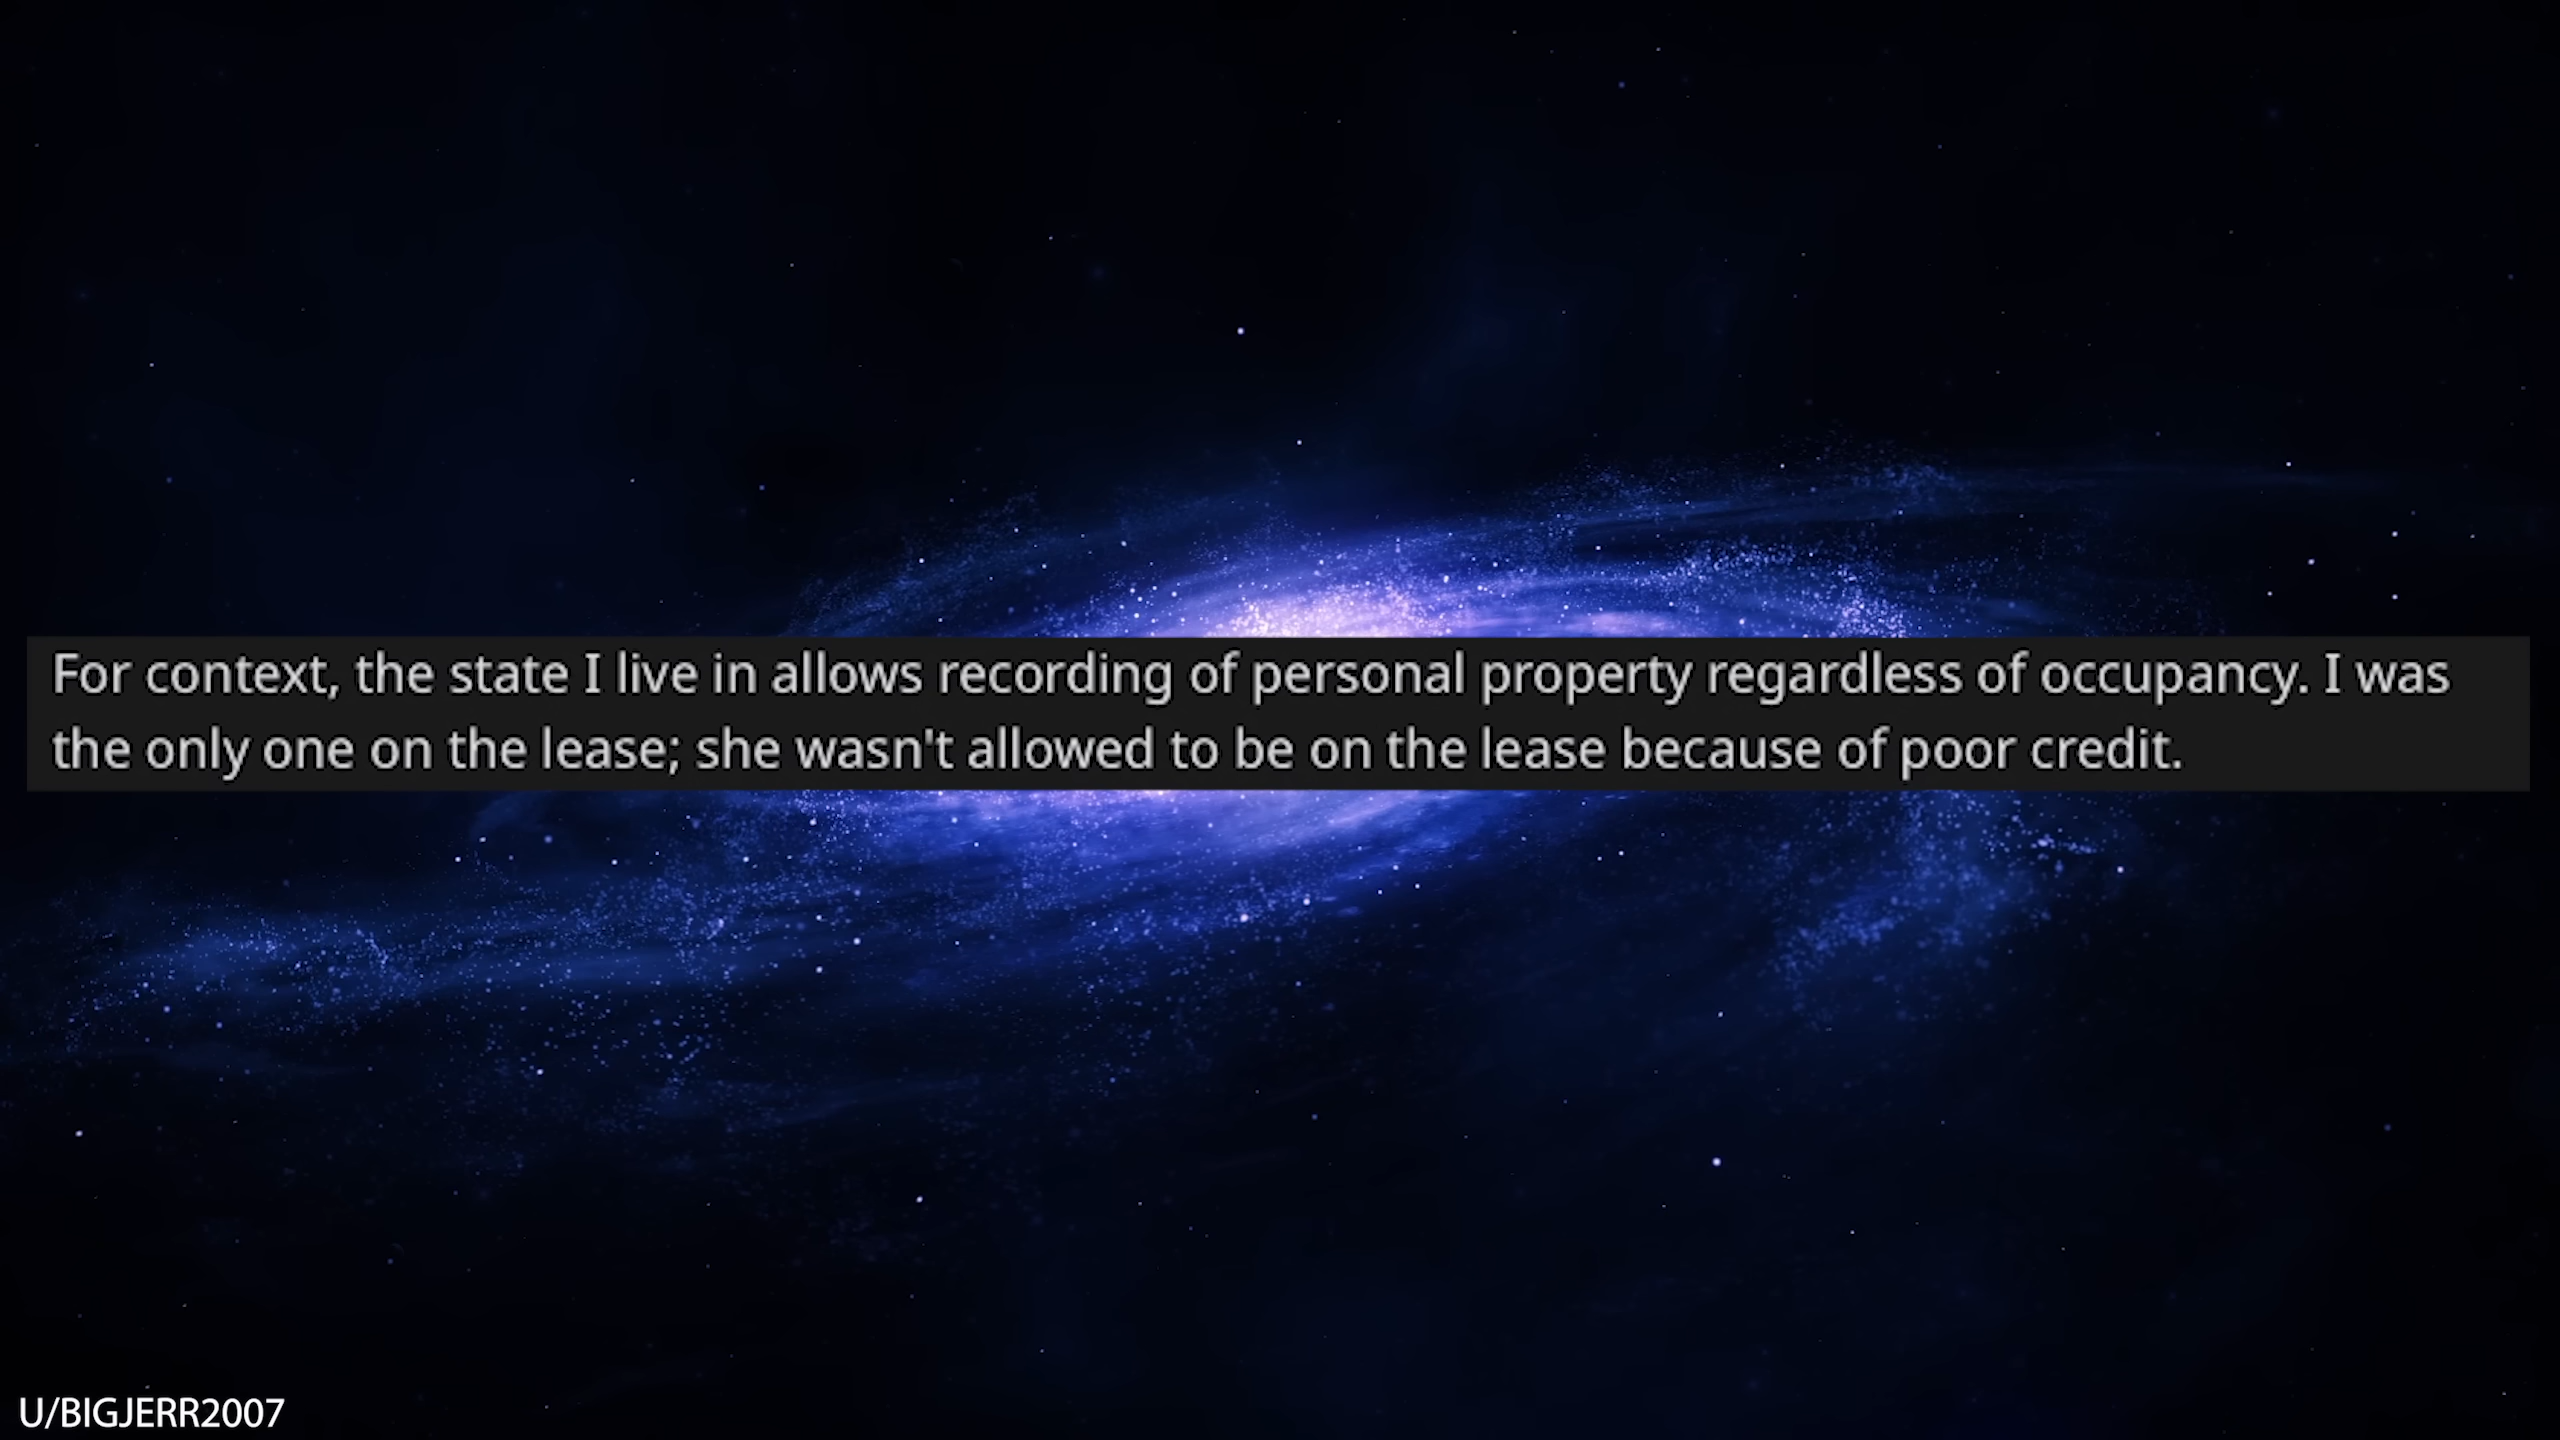 For context, the state I live in allows recording of personal property regardless of occupancy. I was
the only one on the lease; she wasn't allowed to be on the lease because of poor credit.
U/BIGJERR2007